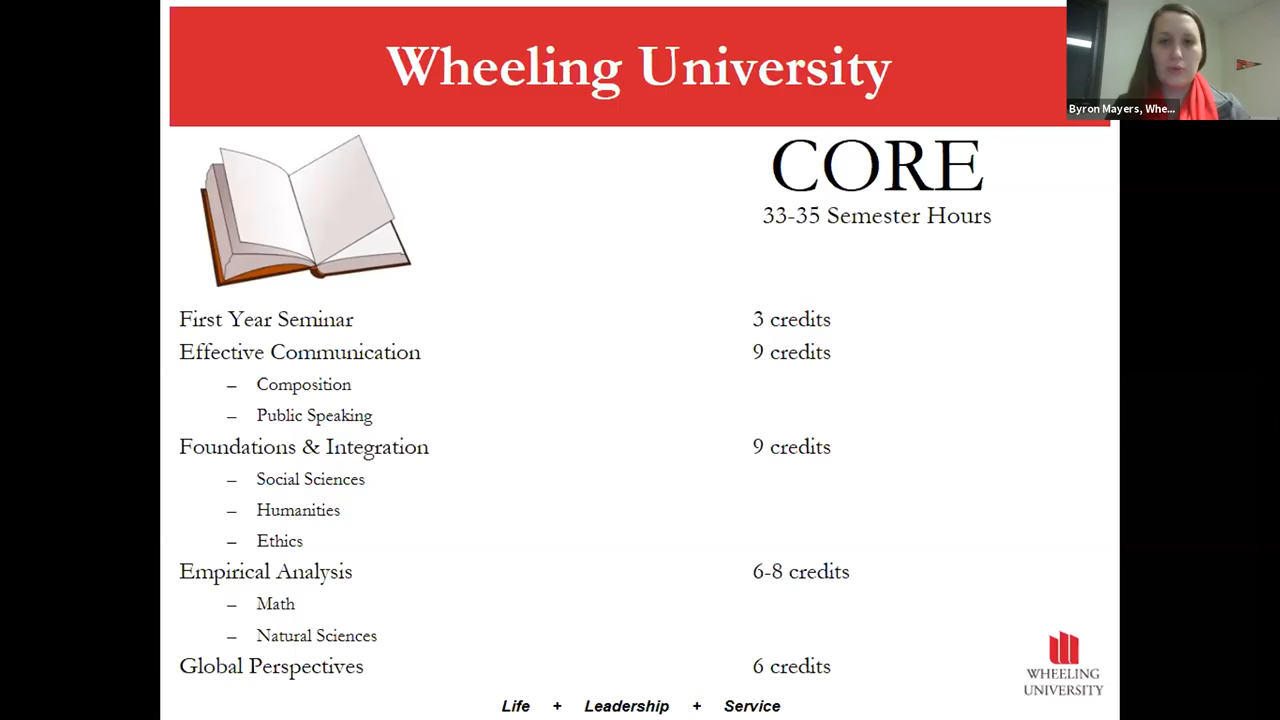 Wheeling University
Byron Mayers, Whe...
CORE
33-35 Semester Hours
First Year Seminar 3 credits
Effective Communication 9 credits
– Composition
– Public Speaking
Foundations & Integration 9 credits
– Social Sciences
– Humanities
– Ethics
Empirical Analysis 6-8 credits
– Math
– Natural Sciences
Global Perspectives 6 credits
WHEELING
UNIVERSITY
Life + Leadership + Service